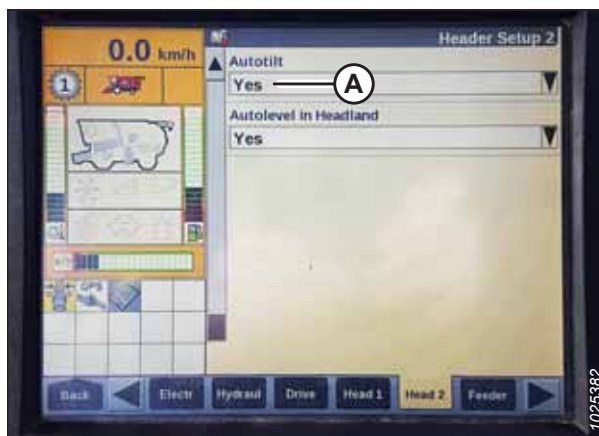 0.0 km/h
Header Setup 2
1
Autotilt
Yes
A
Autolevel in Headland
Yes
GPS
Back
Electr
Hydraul
Drive
Head 1
Head 2
Feeder
1025382